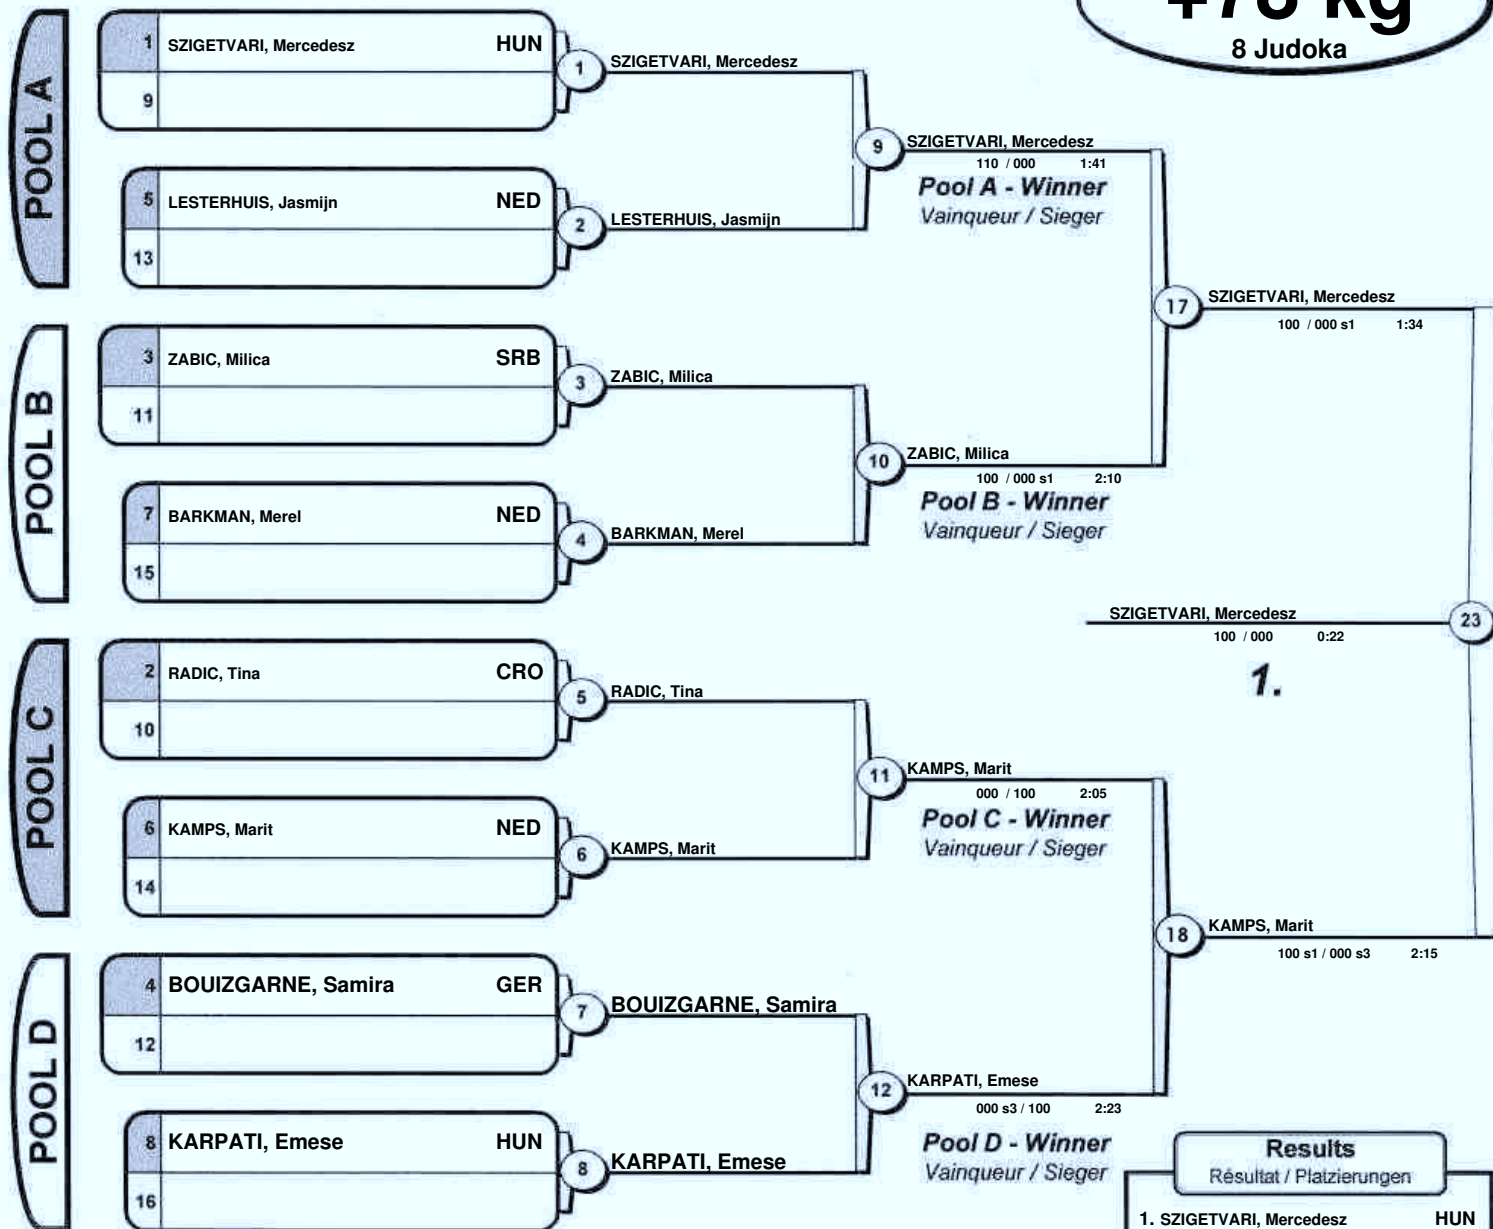 +78 kg
8 Judoka
POOL A
1 SZIGETVARI, Mercedesz HUN
9
5 LESTERHUIS, Jasmijn NED
13
1 SZIGETVARI, Mercedesz
2 LESTERHUIS, Jasmijn
9 SZIGETVARI, Mercedesz
110 / 000 1:41
Pool A - Winner
Vainqueur / Sieger
POOL B
3 ZABIC, Milica SRB
11
7 BARKMAN, Merel NED
15
3 ZABIC, Milica
4 BARKMAN, Merel
10 ZABIC, Milica
100 / 000 s1 2:10
Pool B - Winner
Vainqueur / Sieger
17 SZIGETVARI, Mercedesz
100 / 000 s1 1:34
SZIGETVARI, Mercedesz 23
100 / 000 0:22
1.
POOL C
2 RADIC, Tina CRO
10
6 KAMPS, Marit NED
14
5 RADIC, Tina
6 KAMPS, Marit
11 KAMPS, Marit
000 / 100 2:05
Pool C - Winner
Vainqueur / Sieger
18 KAMPS, Marit
100 s1 / 000 s3 2:15
POOL D
4 BOUIZGARNE, Samira GER
12
8 KARPATI, Emese HUN
16
7 BOUIZGARNE, Samira
8 KARPATI, Emese
12 KARPATI, Emese
000 s3 / 100 2:23
Pool D - Winner
Vainqueur / Sieger
Results
Résultat / Platzierungen
1. SZIGETVARI, Mercedesz HUN